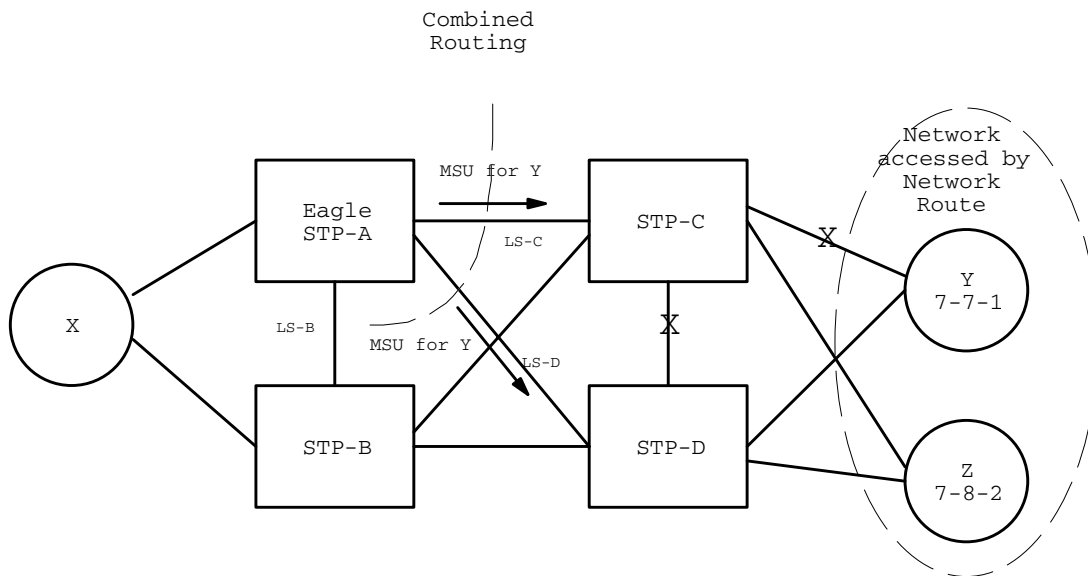 Combined
Routing
Network
accessed by
Network
Route
MSU for Y
Eagle
STP-A
STP-C
LS-C
X
Y
7-7-1
X
LS-B
X
MSU for Y
LS-D
STP-B
STP-D
Z
7-8-2